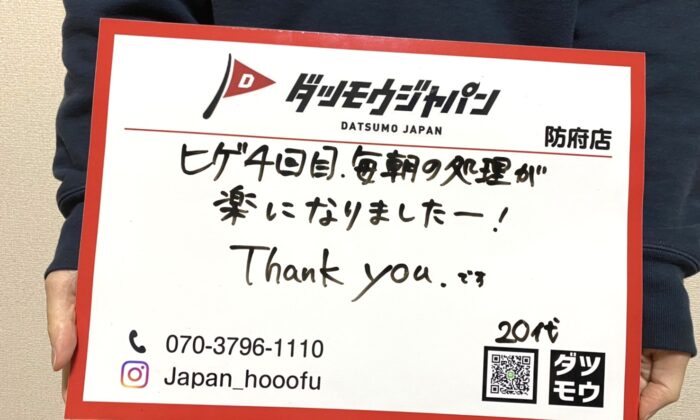 D
ダツモウジャパン
DATSUMO JAPAN
防府店
ヒゲ4回目、毎朝の処理が
楽になりましたー!
Thank you. です
20代
070-3796-1110
Japan_hooofu
ダツ
モウ